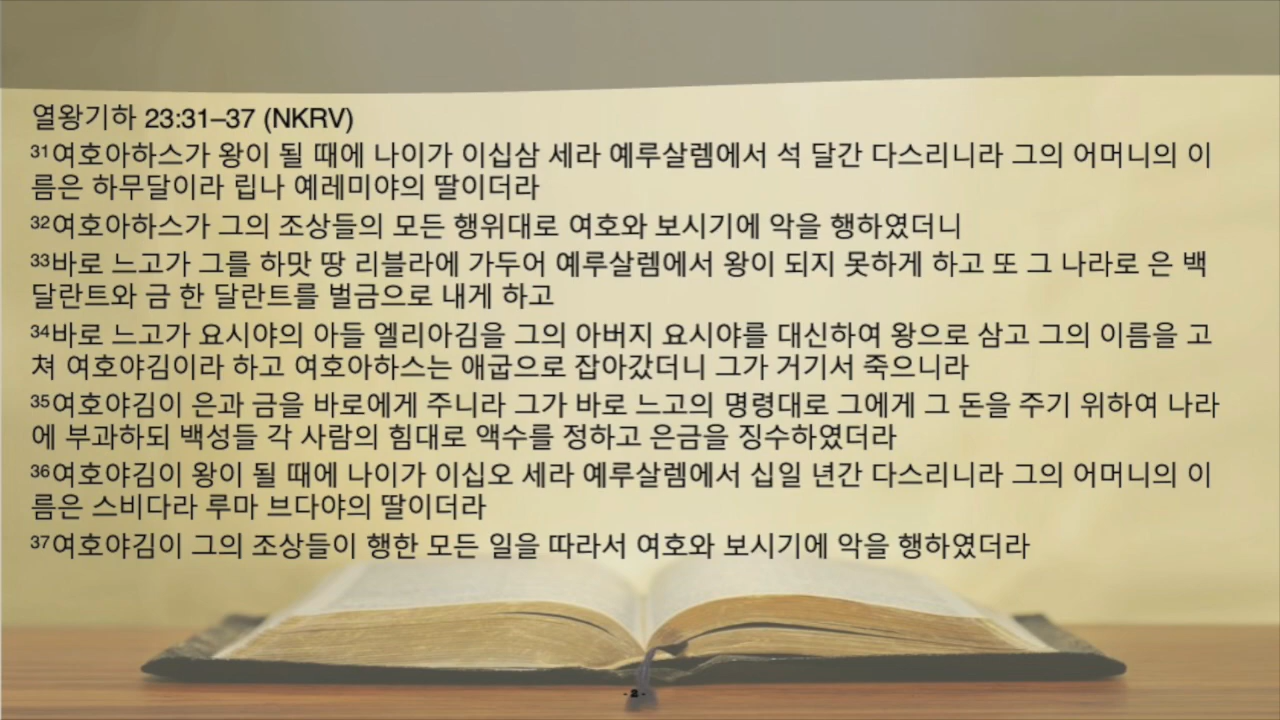 열왕기하 23:31–37 (NKRV)
31여호아하스가 왕이 될 때에 나이가 이십삼 세라 예루살렘에서 석 달간 다스리니라 그의 어머니의 이
름은 하무달이라 립나 예레미야의 딸이더라
32여호아하스가 그의 조상들의 모든 행위대로 여호와 보시기에 악을 행하였더니
33바로 느고가 그를 하맛 땅 리블라에 가두어 예루살렘에서 왕이 되지 못하게 하고 또 그 나라로 은 백
달란트와 금 한 달란트를 벌금으로 내게 하고
34바로 느고가 요시야의 아들 엘리아김을 그의 아버지 요시야를 대신하여 왕으로 삼고 그의 이름을 고
쳐 여호야김이라 하고 여호아하스는 애굽으로 잡아갔더니 그가 거기서 죽으니라
35여호야김이 은과 금을 바로에게 주니라 그가 바로 느고의 명령대로 그에게 그 돈을 주기 위하여 나라
에 부과하되 백성들 각 사람의 힘대로 액수를 정하고 은금을 징수하였더라
36여호야김이 왕이 될 때에 나이가 이십오 세라 예루살렘에서 십일 년간 다스리니라 그의 어머니의 이
름은 스비다라 루마 브다야의 딸이더라
37여호야김이 그의 조상들이 행한 모든 일을 따라서 여호와 보시기에 악을 행하였더라
- 2 -